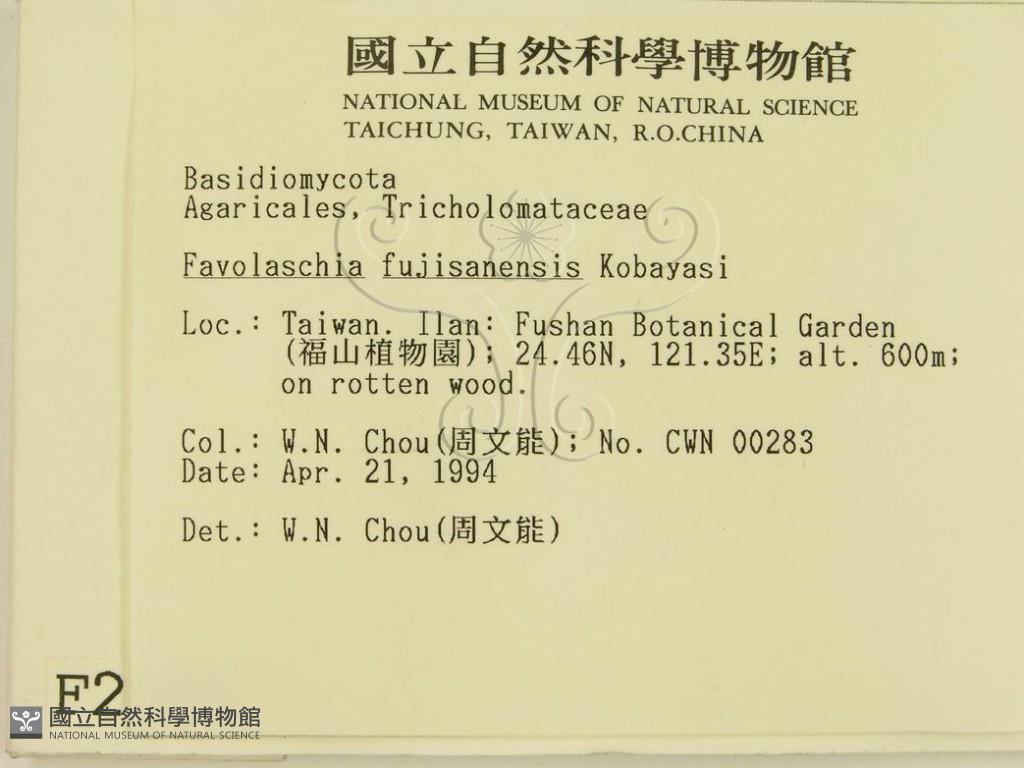 國立自然科學博物館
NATIONAL MUSEUM OF NATURAL SCIENCE
TAICHUNG, TAIWAN, R.O.CHINA
Basidiomycota
Agaricales, Tricholomataceae
Favolaschia fujisanensis Kobayasi
Loc.: Taiwan. Ilan: Fushan Botanical Garden
(福山植物園); 24.46N, 121.35E; alt. 600m;
on rotten wood.
Col.: W.N. Chou(周文能); No. CWN 00283
Date: Apr. 21, 1994
Det.: W.N. Chou(周文能)
F2
國立自然科學博物館
NATIONAL MUSEUM OF NATURAL SCIENCE